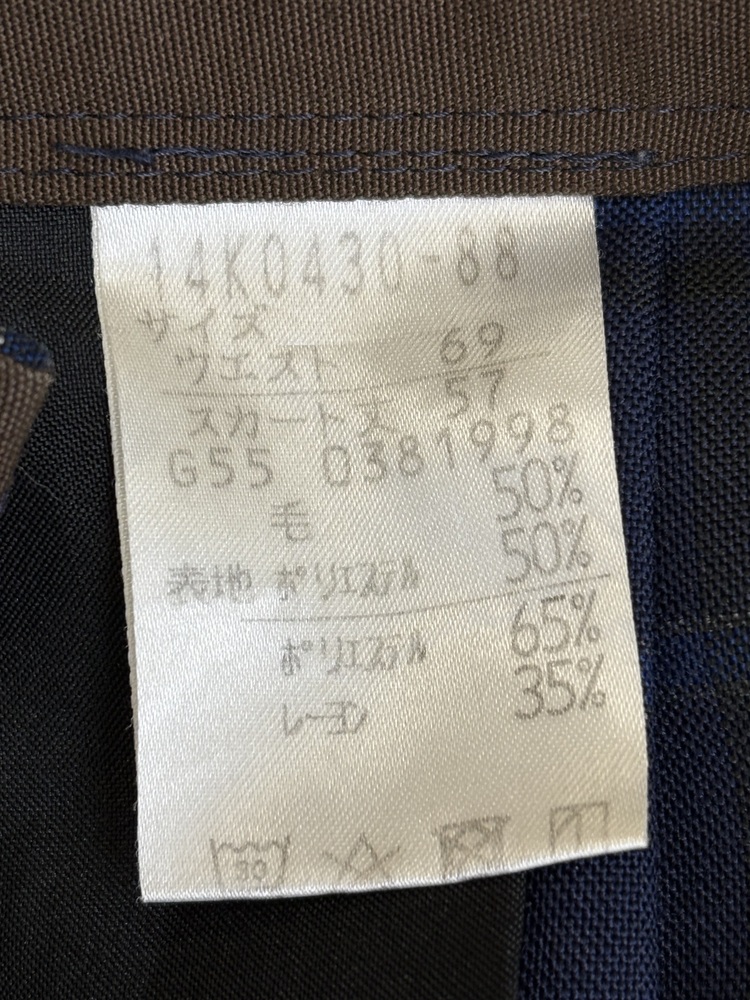 14K0430-88
サイズ
ウエスト 69
スカート丈 57
G55 0381998
毛 50%
表地 ポリエステル 50%
ポリエステル 65%
レーヨン 35%
30